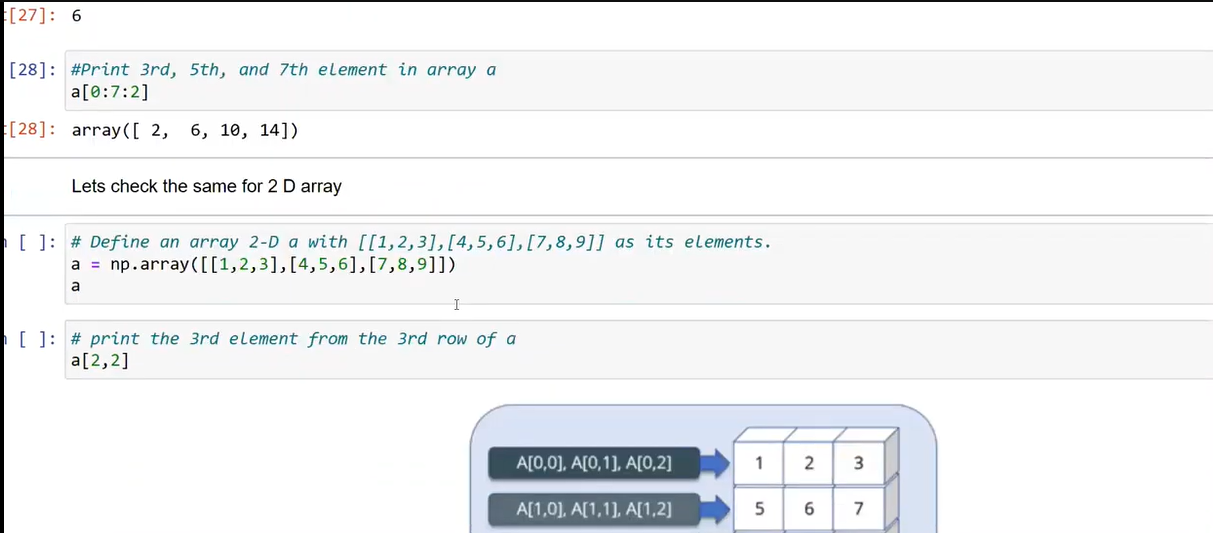 t[27]: 6
[28]: #Print 3rd, 5th, and 7th element in array a
a[0:7:2]
t[28]: array([ 2,  6, 10, 14])
Lets check the same for 2 D array
n [ ]: # Define an array 2-D a with [[1,2,3],[4,5,6],[7,8,9]] as its elements.
a = np.array([[1,2,3],[4,5,6],[7,8,9]])
a
n [ ]: # print the 3rd element from the 3rd row of a
a[2,2]
A[0,0], A[0,1], A[0,2] 1 2 3
A[1,0], A[1,1], A[1,2] 5 6 7